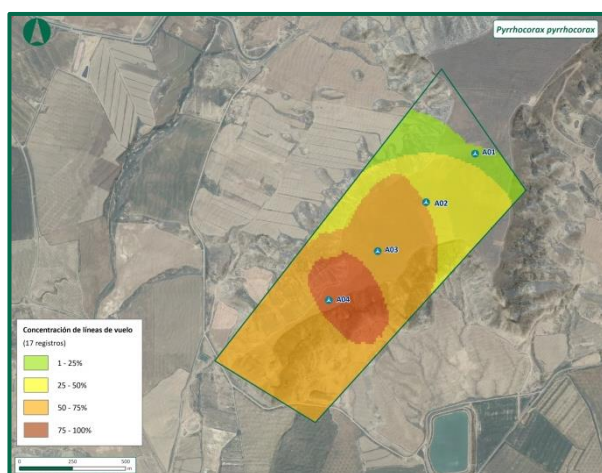 Pyrrhocorax pyrrhocorax
A01
A02
A03
A04
Concentración de líneas de vuelo
(17 registros)
1 - 25%
25 - 50%
50 - 75%
75 - 100%
0 250 500
m